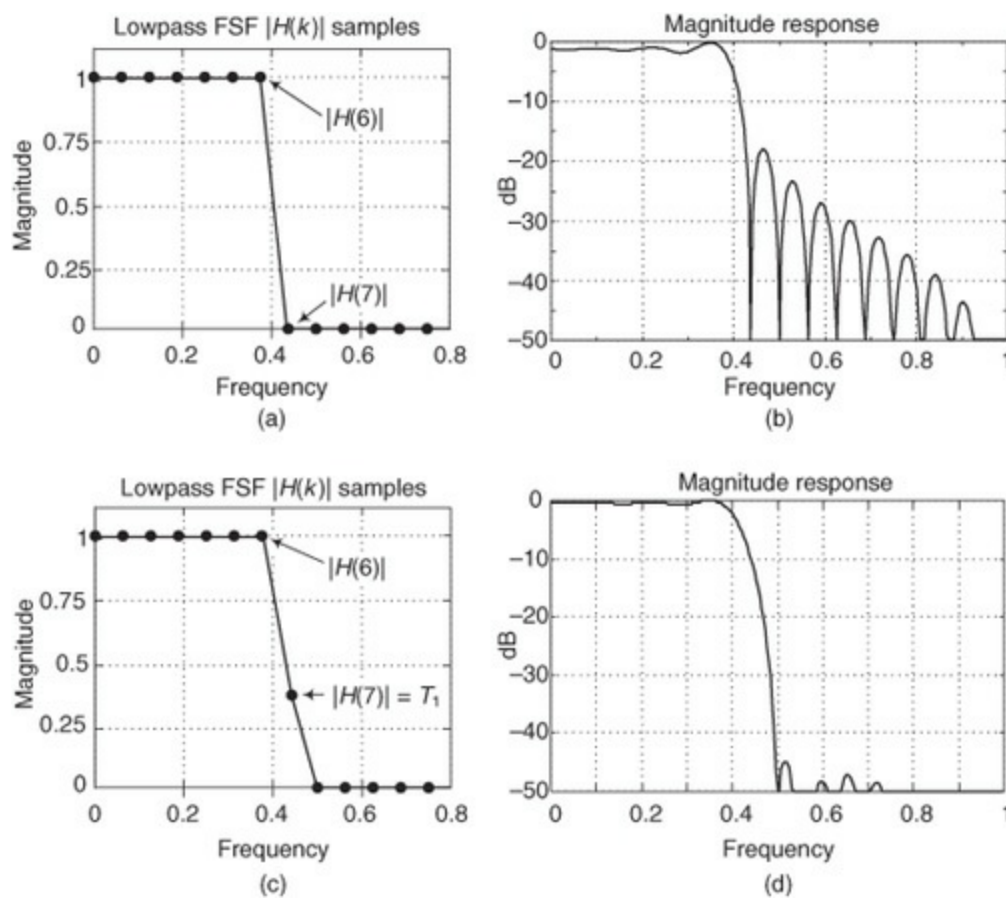 Lowpass FSF |H(k)| samples
1
0.75
0.5
0.25
0
Magnitude
|H(6)|
|H(7)|
0 0.2 0.4 0.6 0.8
Frequency
(a)
Magnitude response
0
−10
−20
−30
−40
−50
dB
0 0.2 0.4 0.6 0.8 1
Frequency
(b)
Lowpass FSF |H(k)| samples
1
0.75
0.5
0.25
0
Magnitude
|H(6)|
|H(7)| = T₁
0 0.2 0.4 0.6 0.8
Frequency
(c)
Magnitude response
0
−10
−20
−30
−40
−50
dB
0 0.2 0.4 0.6 0.8 1
Frequency
(d)